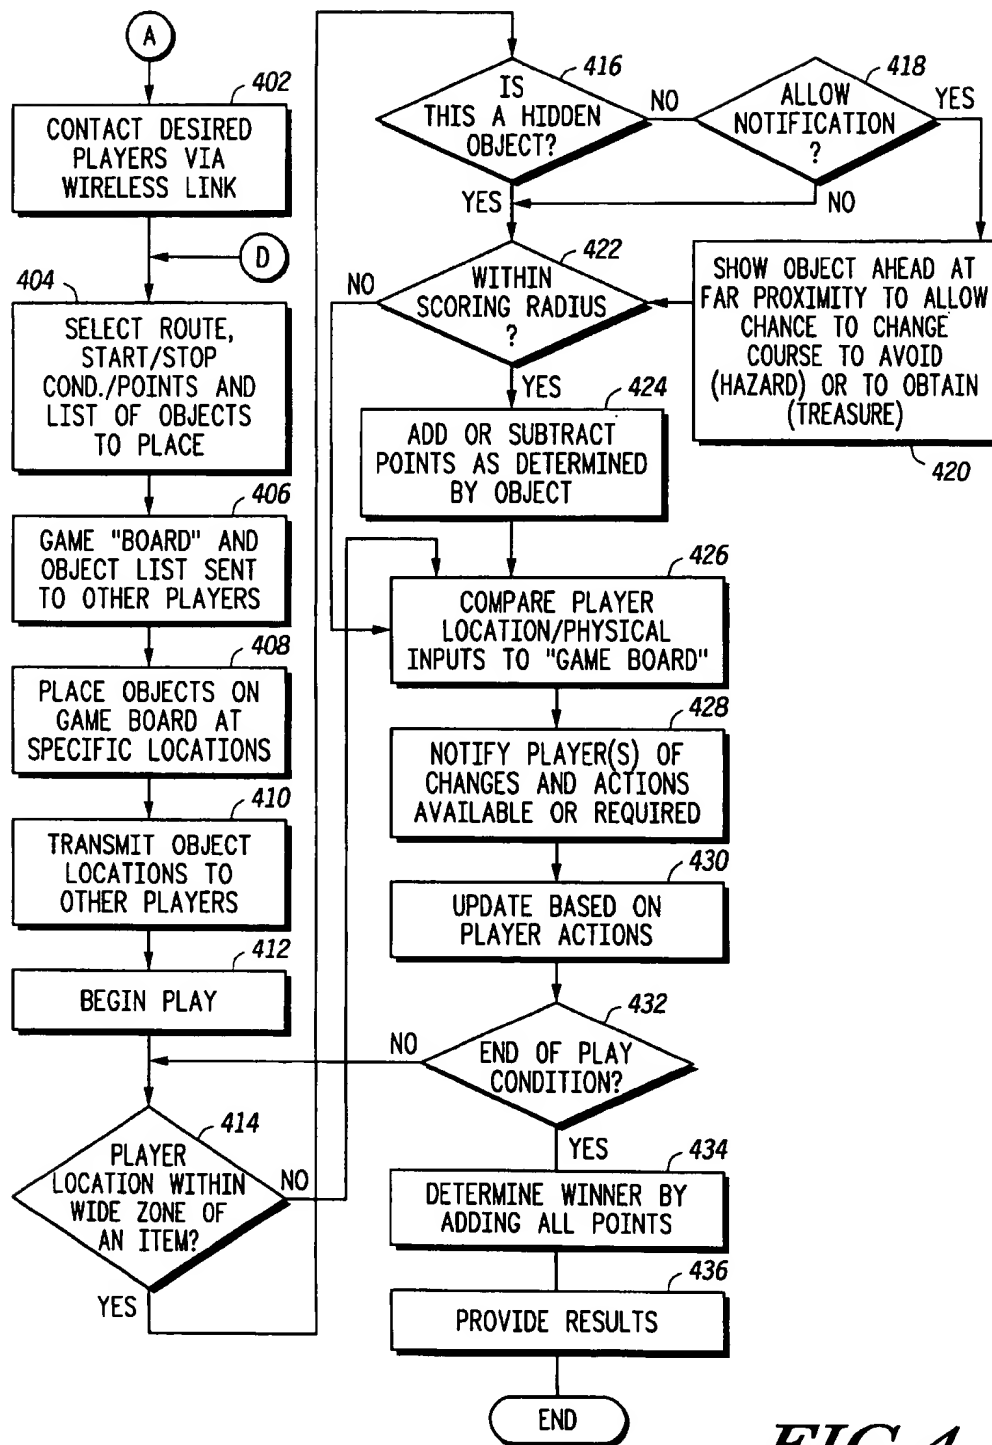 A
402
CONTACT DESIRED
PLAYERS VIA
WIRELESS LINK
D
404
SELECT ROUTE,
START/STOP
COND./POINTS AND
LIST OF OBJECTS
TO PLACE
406
GAME "BOARD" AND
OBJECT LIST SENT
TO OTHER PLAYERS
408
PLACE OBJECTS ON
GAME BOARD AT
SPECIFIC LOCATIONS
410
TRANSMIT OBJECT
LOCATIONS TO
OTHER PLAYERS
412
BEGIN PLAY
414
PLAYER
LOCATION WITHIN
WIDE ZONE OF
AN ITEM?
NO
YES
416
IS
THIS A HIDDEN
OBJECT?
NO
YES
418
ALLOW
NOTIFICATION
?
YES
NO
SHOW OBJECT AHEAD AT
FAR PROXIMITY TO ALLOW
CHANCE TO CHANGE
COURSE TO AVOID
(HAZARD) OR TO OBTAIN
(TREASURE)
420
422
WITHIN
SCORING RADIUS
?
NO
YES
424
ADD OR SUBTRACT
POINTS AS DETERMINED
BY OBJECT
426
COMPARE PLAYER
LOCATION/PHYSICAL
INPUTS TO "GAME BOARD"
428
NOTIFY PLAYER(S) OF
CHANGES AND ACTIONS
AVAILABLE OR REQUIRED
430
UPDATE BASED ON
PLAYER ACTIONS
432
END OF PLAY
CONDITION?
NO
YES
434
DETERMINE WINNER BY
ADDING ALL POINTS
436
PROVIDE RESULTS
END
FIG.4